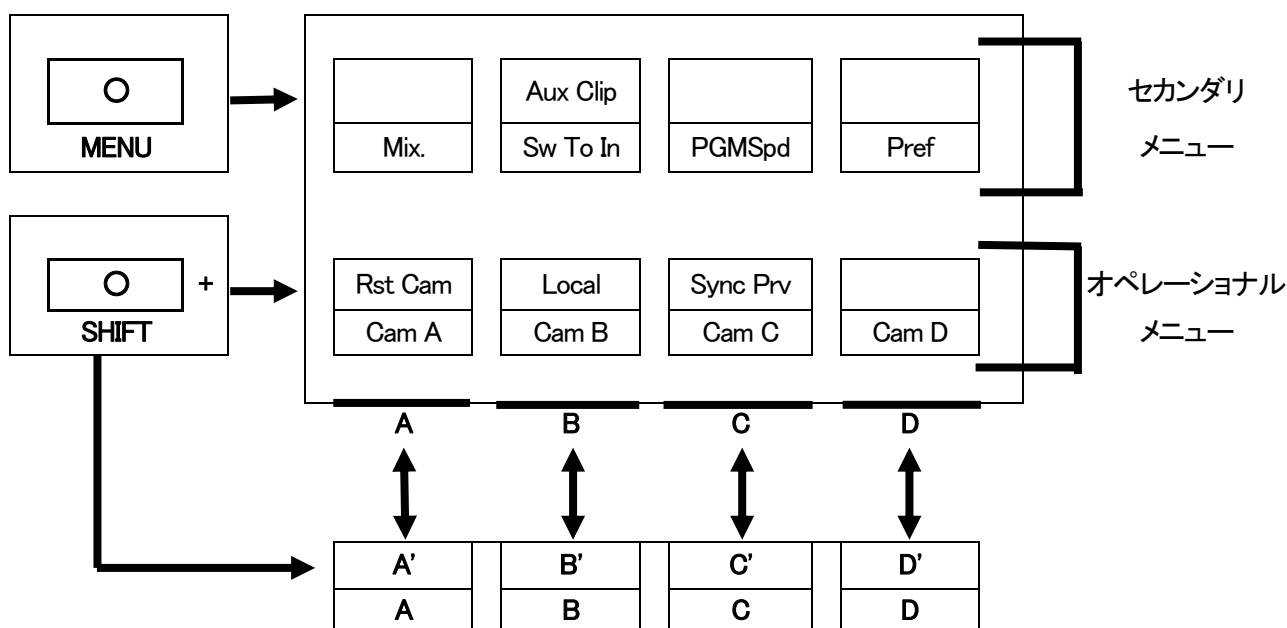 Aux Clip
セカンダリ
メニュー
MENU
Mix.
Sw To In
PGMSpd
Pref
+
SHIFT
Rst Cam
Local
Sync Prv
オペレーショナル
メニュー
Cam A
Cam B
Cam C
Cam D
A
B
C
D
A'
B'
C'
D'
A
B
C
D